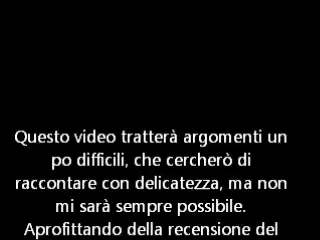 Questo video tratterà argomenti un
po difficili, che cercherò di
raccontare con delicatezza, ma non
mi sarà sempre possibile.
Aprofittando della recensione del